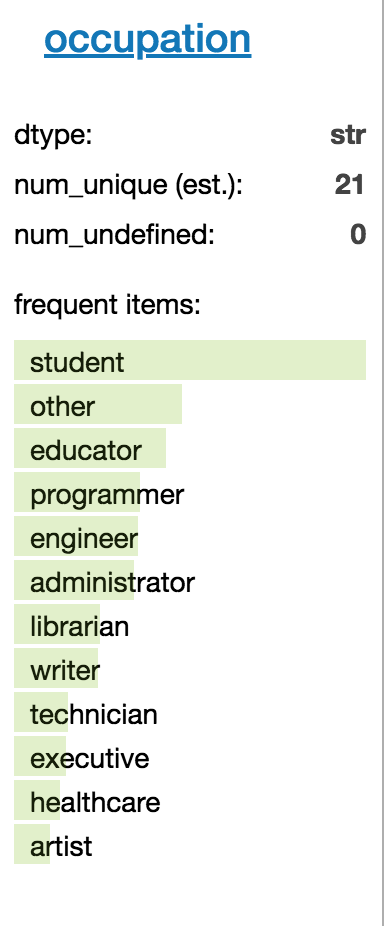 occupation
dtype: str
num_unique (est.): 21
num_undefined: 0
frequent items:
student
other
educator
programmer
engineer
administrator
librarian
writer
technician
executive
healthcare
artist